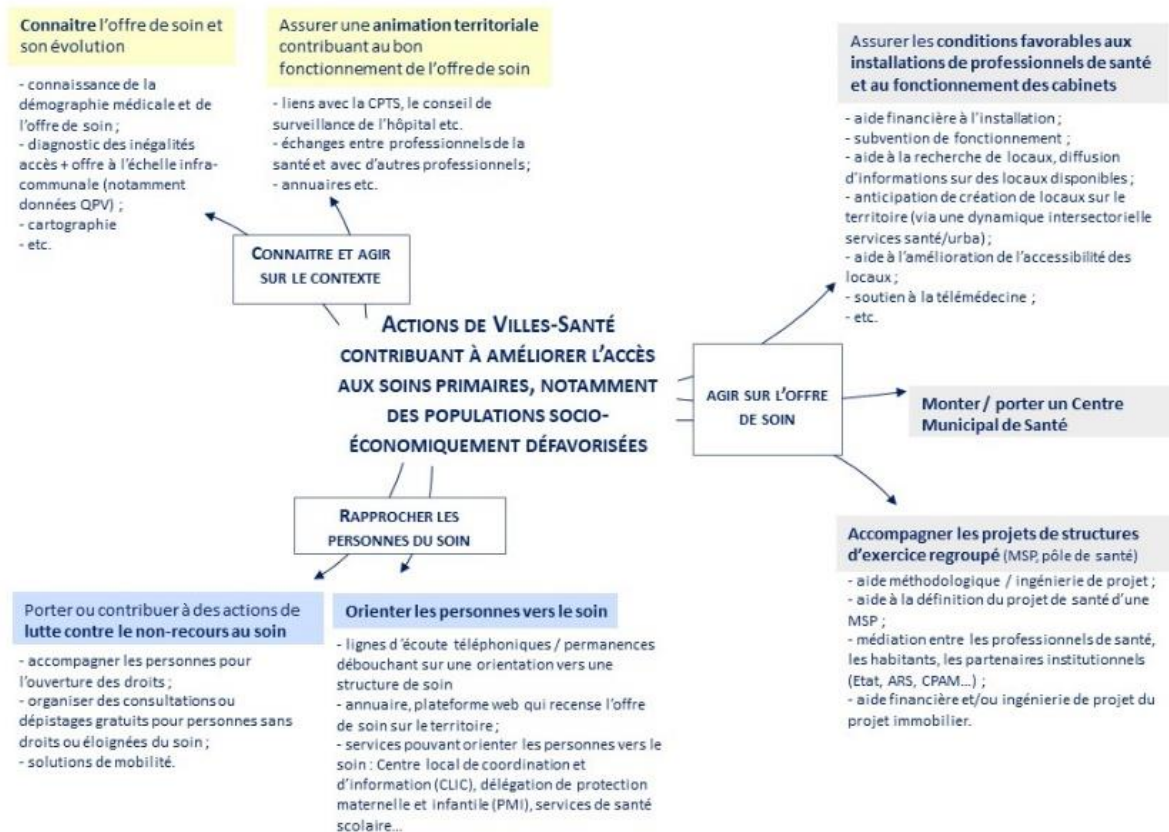 Connaitre l'offre de soin et
son évolution
- connaissance de la
démographie médicale et de
l'offre de soin ;
- diagnostic des inégalités
accès + offre à l'échelle infra-
communale (notamment
données QPV) ;
- cartographie
- etc.
Assurer une animation territoriale
contribuant au bon
fonctionnement de l'offre de soin
- liens avec la CPTS, le conseil de
surveillance de l'hôpital etc.
- échanges entre professionnels de la
santé et avec d'autres professionnels ;
- annuaires etc.
CONNAITRE ET AGIR
SUR LE CONTEXTE
ACTIONS DE VILLES-SANTÉ
CONTRIBUANT À AMÉLIORER L'ACCÈS
AUX SOINS PRIMAIRES, NOTAMMENT
DES POPULATIONS SOCIO-
ÉCONOMIQUEMENT DÉFAVORISÉES
AGIR SUR L'OFFRE
DE SOIN
Assurer les conditions favorables aux
installations de professionnels de santé
et au fonctionnement des cabinets
- aide financière à l'installation ;
- subvention de fonctionnement ;
- aide à la recherche de locaux, diffusion
d'informations sur des locaux disponibles ;
- anticipation de création de locaux sur le
territoire (via une dynamique intersectorielle
services santé/urba) ;
- aide à l'amélioration de l'accessibilité des
locaux ;
- soutien à la télémédecine ;
- etc.
Monter / porter un Centre
Municipal de Santé
Accompagner les projets de structures
d'exercice regroupé (MSP, pôle de santé)
- aide méthodologique / ingénierie de projet ;
- aide à la définition du projet de santé d'une
MSP ;
- médiation entre les professionnels de santé,
les habitants, les partenaires institutionnels
(Etat, ARS, CPAM...) ;
- aide financière et/ou ingénierie de projet du
projet immobilier.
RAPPROCHER LES
PERSONNES DU SOIN
Porter ou contribuer à des actions de
lutte contre le non-recours au soin
- accompagner les personnes pour
l'ouverture des droits ;
- organiser des consultations ou
dépistages gratuits pour personnes sans
droits ou éloignées du soin ;
- solutions de mobilité.
Orienter les personnes vers le soin
- lignes d'écoute téléphoniques / permanences
débouchant sur une orientation vers une
structure de soin
- annuaire, plateforme web qui recense l'offre
de soin sur le territoire ;
- services pouvant orienter les personnes vers le
soin : Centre local de coordination et
d'information (CLIC), délégation de protection
maternelle et infantile (PMI), services de santé
scolaire...